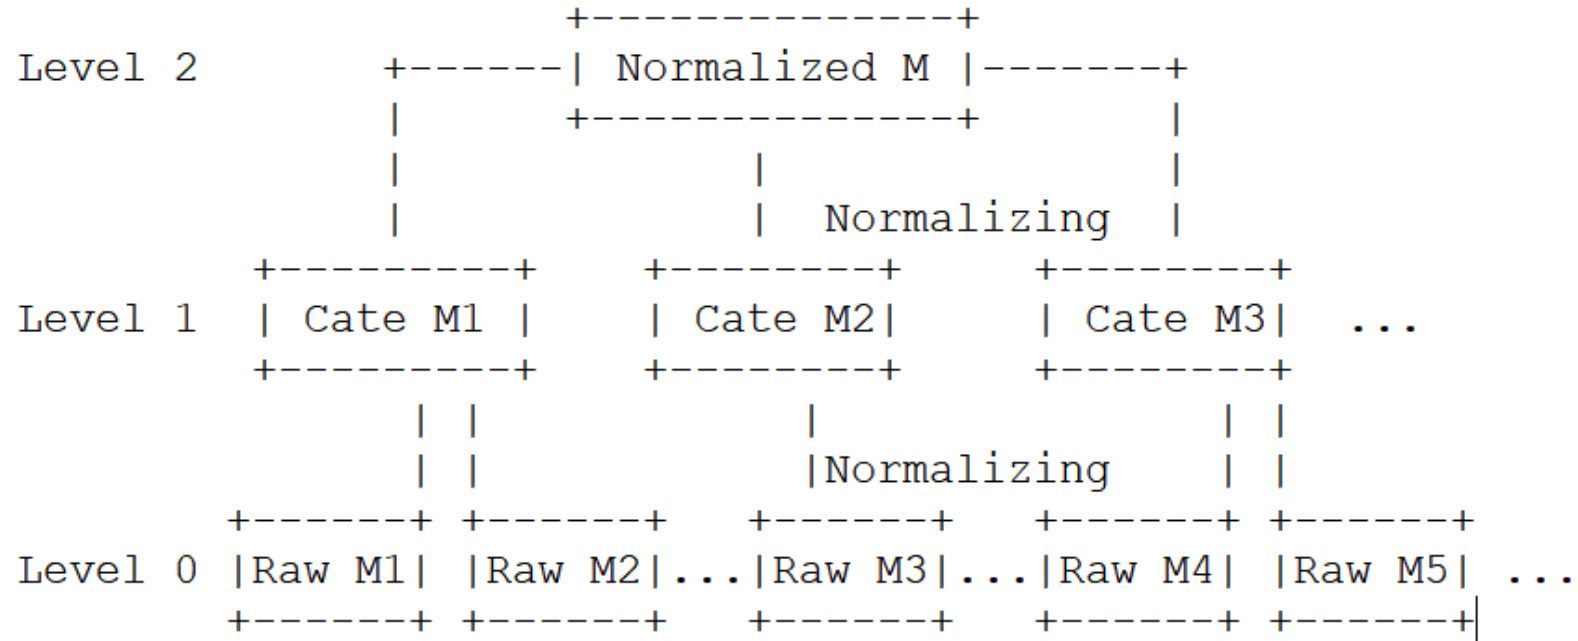 +--------------+
Level 2 +------| Normalized M |-------+
| +--------------+ |
| | |
| | Normalizing |
+---------+ +--------+ +--------+
Level 1 | Cate M1 | | Cate M2| | Cate M3| ...
+---------+ +--------+ +--------+
| | | | |
| | |Normalizing | |
+------+ +------+ +------+ +------+ +------+
Level 0 |Raw M1| |Raw M2|...|Raw M3|...|Raw M4| |Raw M5| ...
+------+ +------+ +------+ +------+ +------+